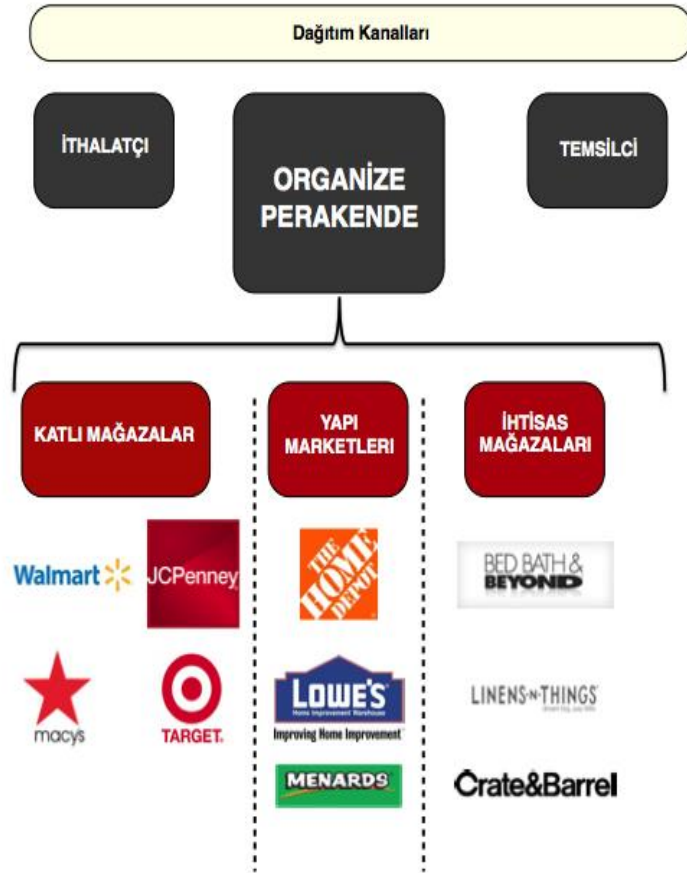 Dağıtım Kanalları
İTHALATÇI
ORGANİZE
PERAKENDE
TEMSİLCİ
KATLI MAĞAZALAR
YAPI
MARKETLERI
İHTİSAS
MAĞAZALARI
Walmart
JCPenney
macys
TARGET.
THE
HOME
DEPOT
LOWE'S
Home Improvement Warehouse
Improving Home Improvement
MENARDS
BED BATH &
BEYOND
LINENS-N-THINGS
Crate&Barrel